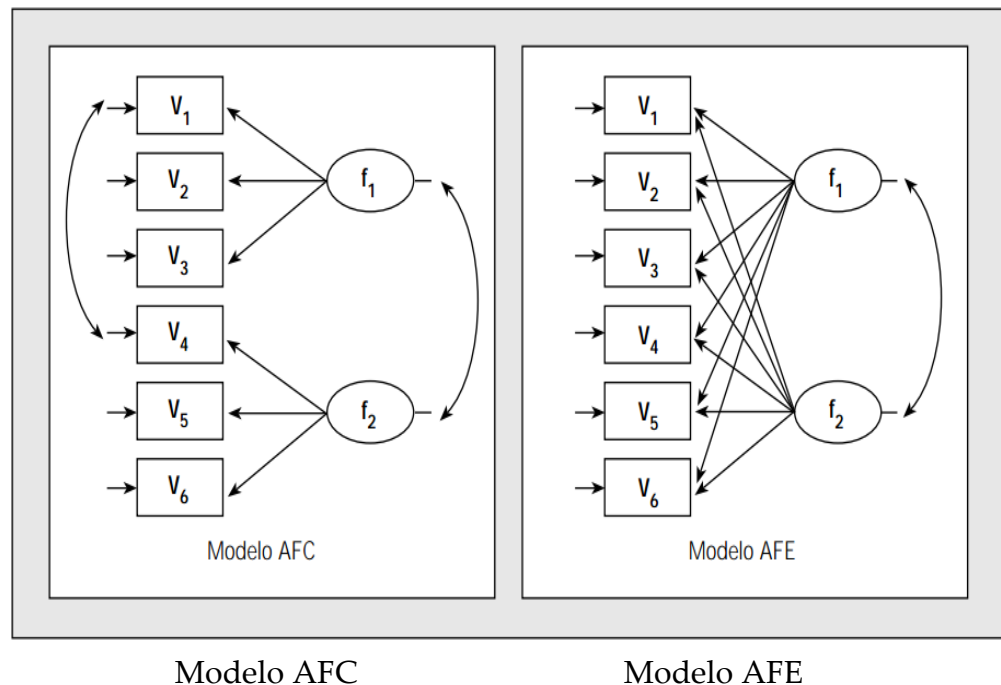 V1
V2
f1
V3
V4
V5
f2
V6
Modelo AFC
V1
V2
f1
V3
V4
V5
f2
V6
Modelo AFE
Modelo AFC
Modelo AFE